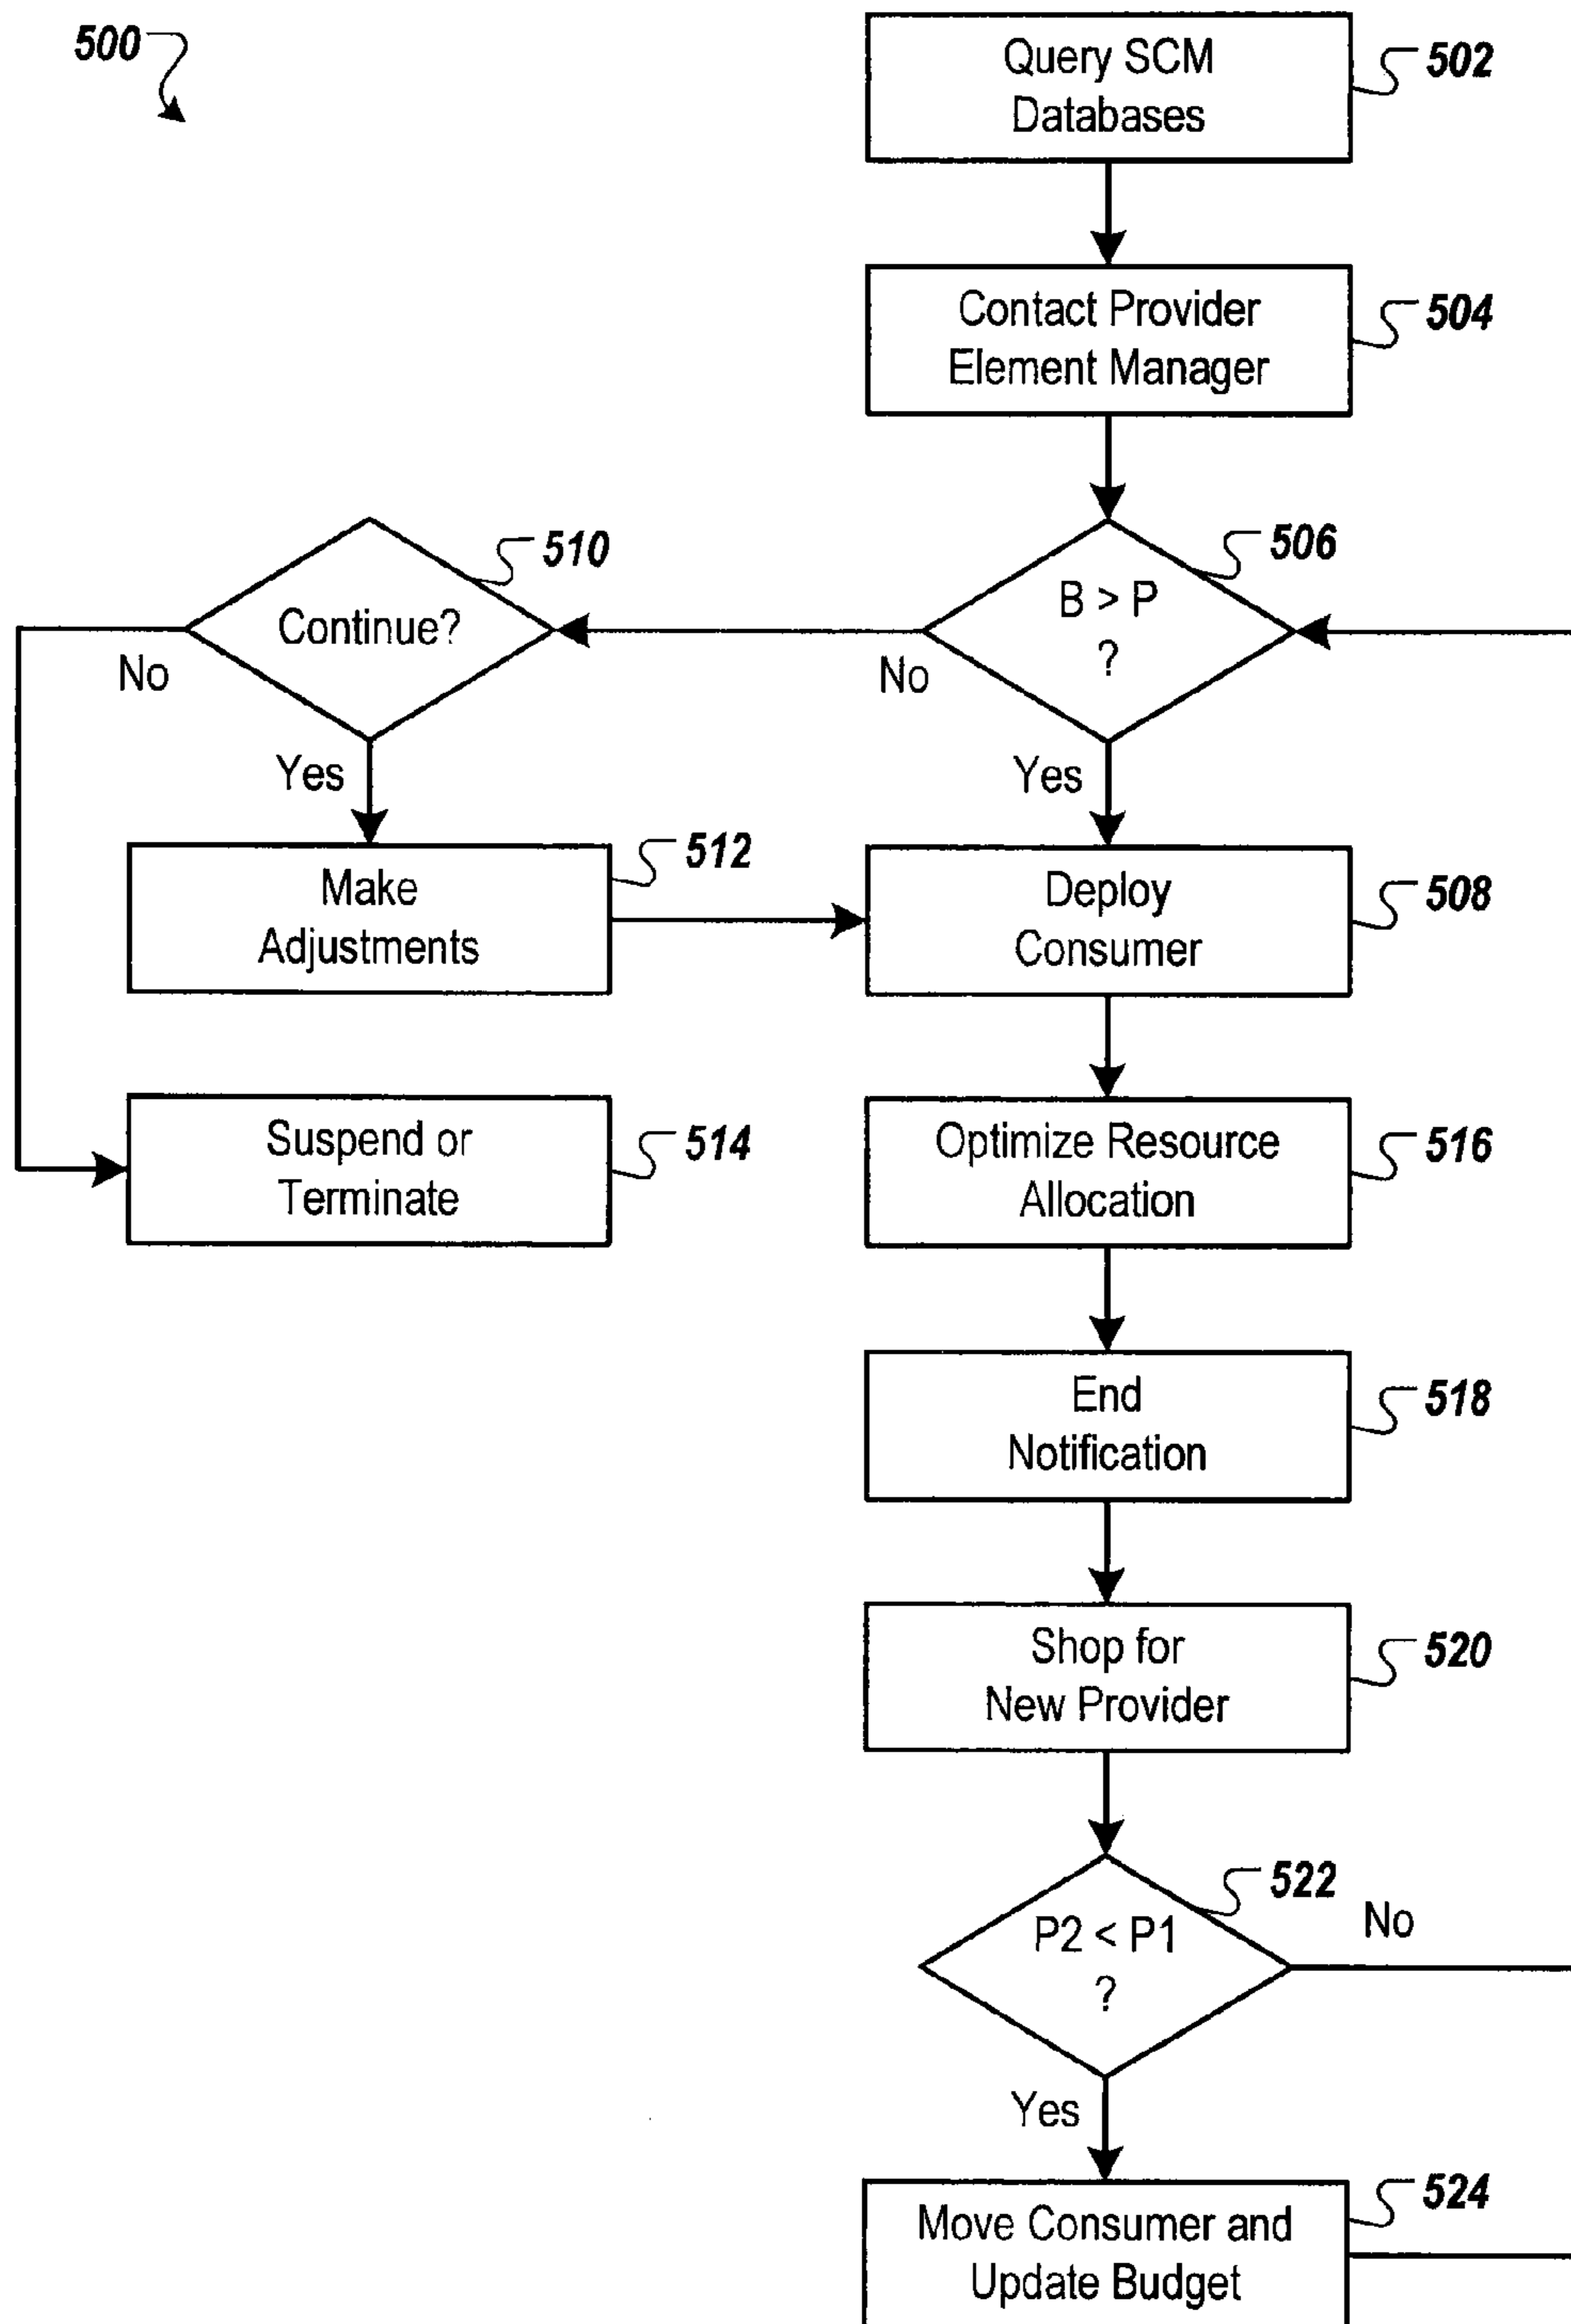 500
Query SCM
Databases
502
Contact Provider
Element Manager
504
510
Continue?
No
Yes
506
B > P
?
No
Yes
Make
Adjustments
512
Deploy
Consumer
508
Suspend or
Terminate
514
Optimize Resource
Allocation
516
End
Notification
518
Shop for
New Provider
520
522
P2 < P1
?
No
Yes
Move Consumer and
Update Budget
524